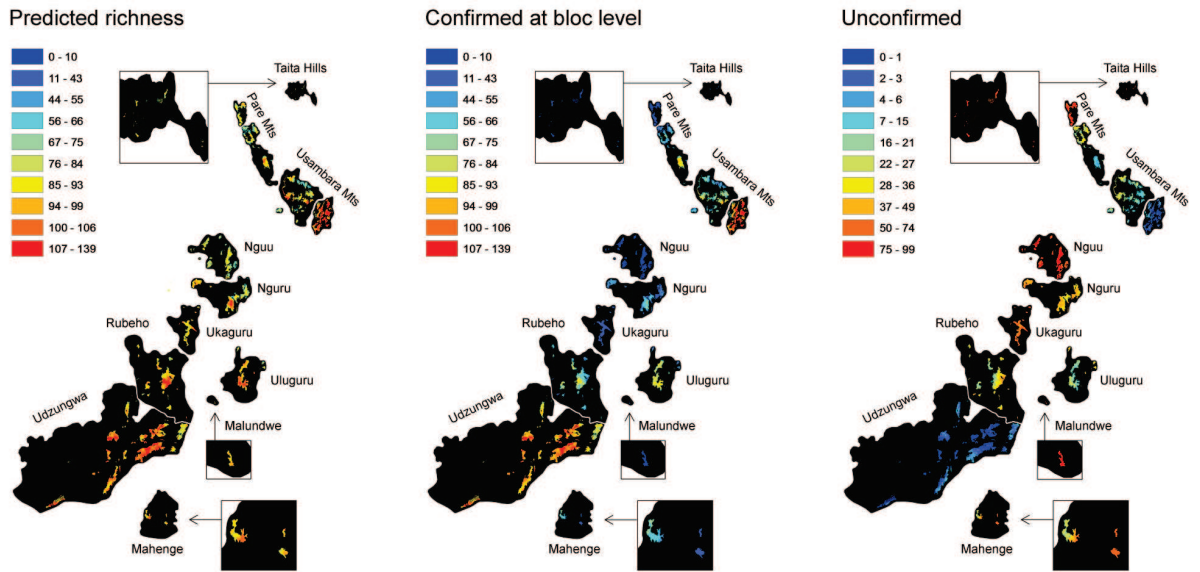 Predicted richness
0 - 10
11 - 43
44 - 55
56 - 66
67 - 75
76 - 84
85 - 93
94 - 99
100 - 106
107 - 139
Taita Hills
Pare Mts
Usambara Mts
Nguu
Nguru
Rubeho
Ukaguru
Uluguru
Udzungwa
Malundwe
Mahenge
Confirmed at bloc level
0 - 10
11 - 43
44 - 55
56 - 66
67 - 75
76 - 84
85 - 93
94 - 99
100 - 106
107 - 139
Taita Hills
Pare Mts
Usambara Mts
Nguu
Nguru
Rubeho
Ukaguru
Uluguru
Udzungwa
Malundwe
Mahenge
Unconfirmed
0 - 1
2 - 3
4 - 6
7 - 15
16 - 21
22 - 27
28 - 36
37 - 49
50 - 74
75 - 99
Taita Hills
Pare Mts
Usambara Mts
Nguu
Nguru
Rubeho
Ukaguru
Uluguru
Udzungwa
Malundwe
Mahenge